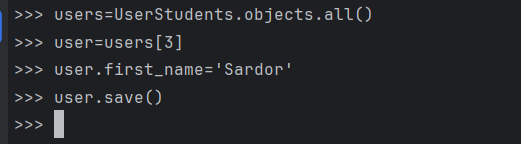 >>> users=UserStudents.objects.all()
>>> user=users[3]
>>> user.first_name='Sardor'
>>> user.save()
>>>